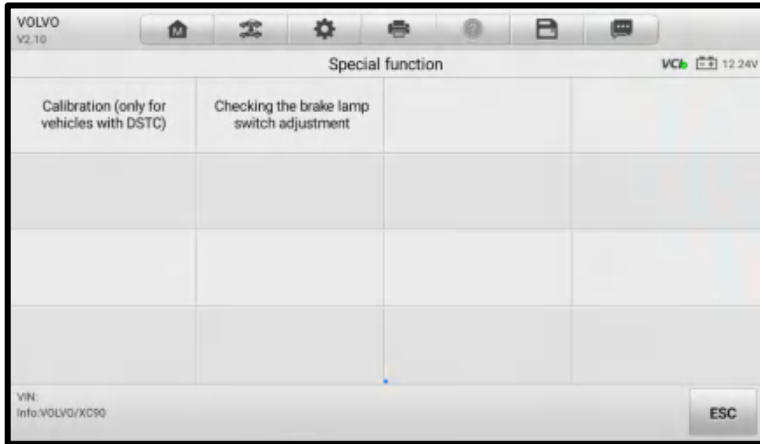 VOLVO
V2.10
M
Special function
VCI 12.24V
Calibration (only for
vehicles with DSTC)
Checking the brake lamp
switch adjustment
VIN:
Info:VOLVO/XC90
ESC